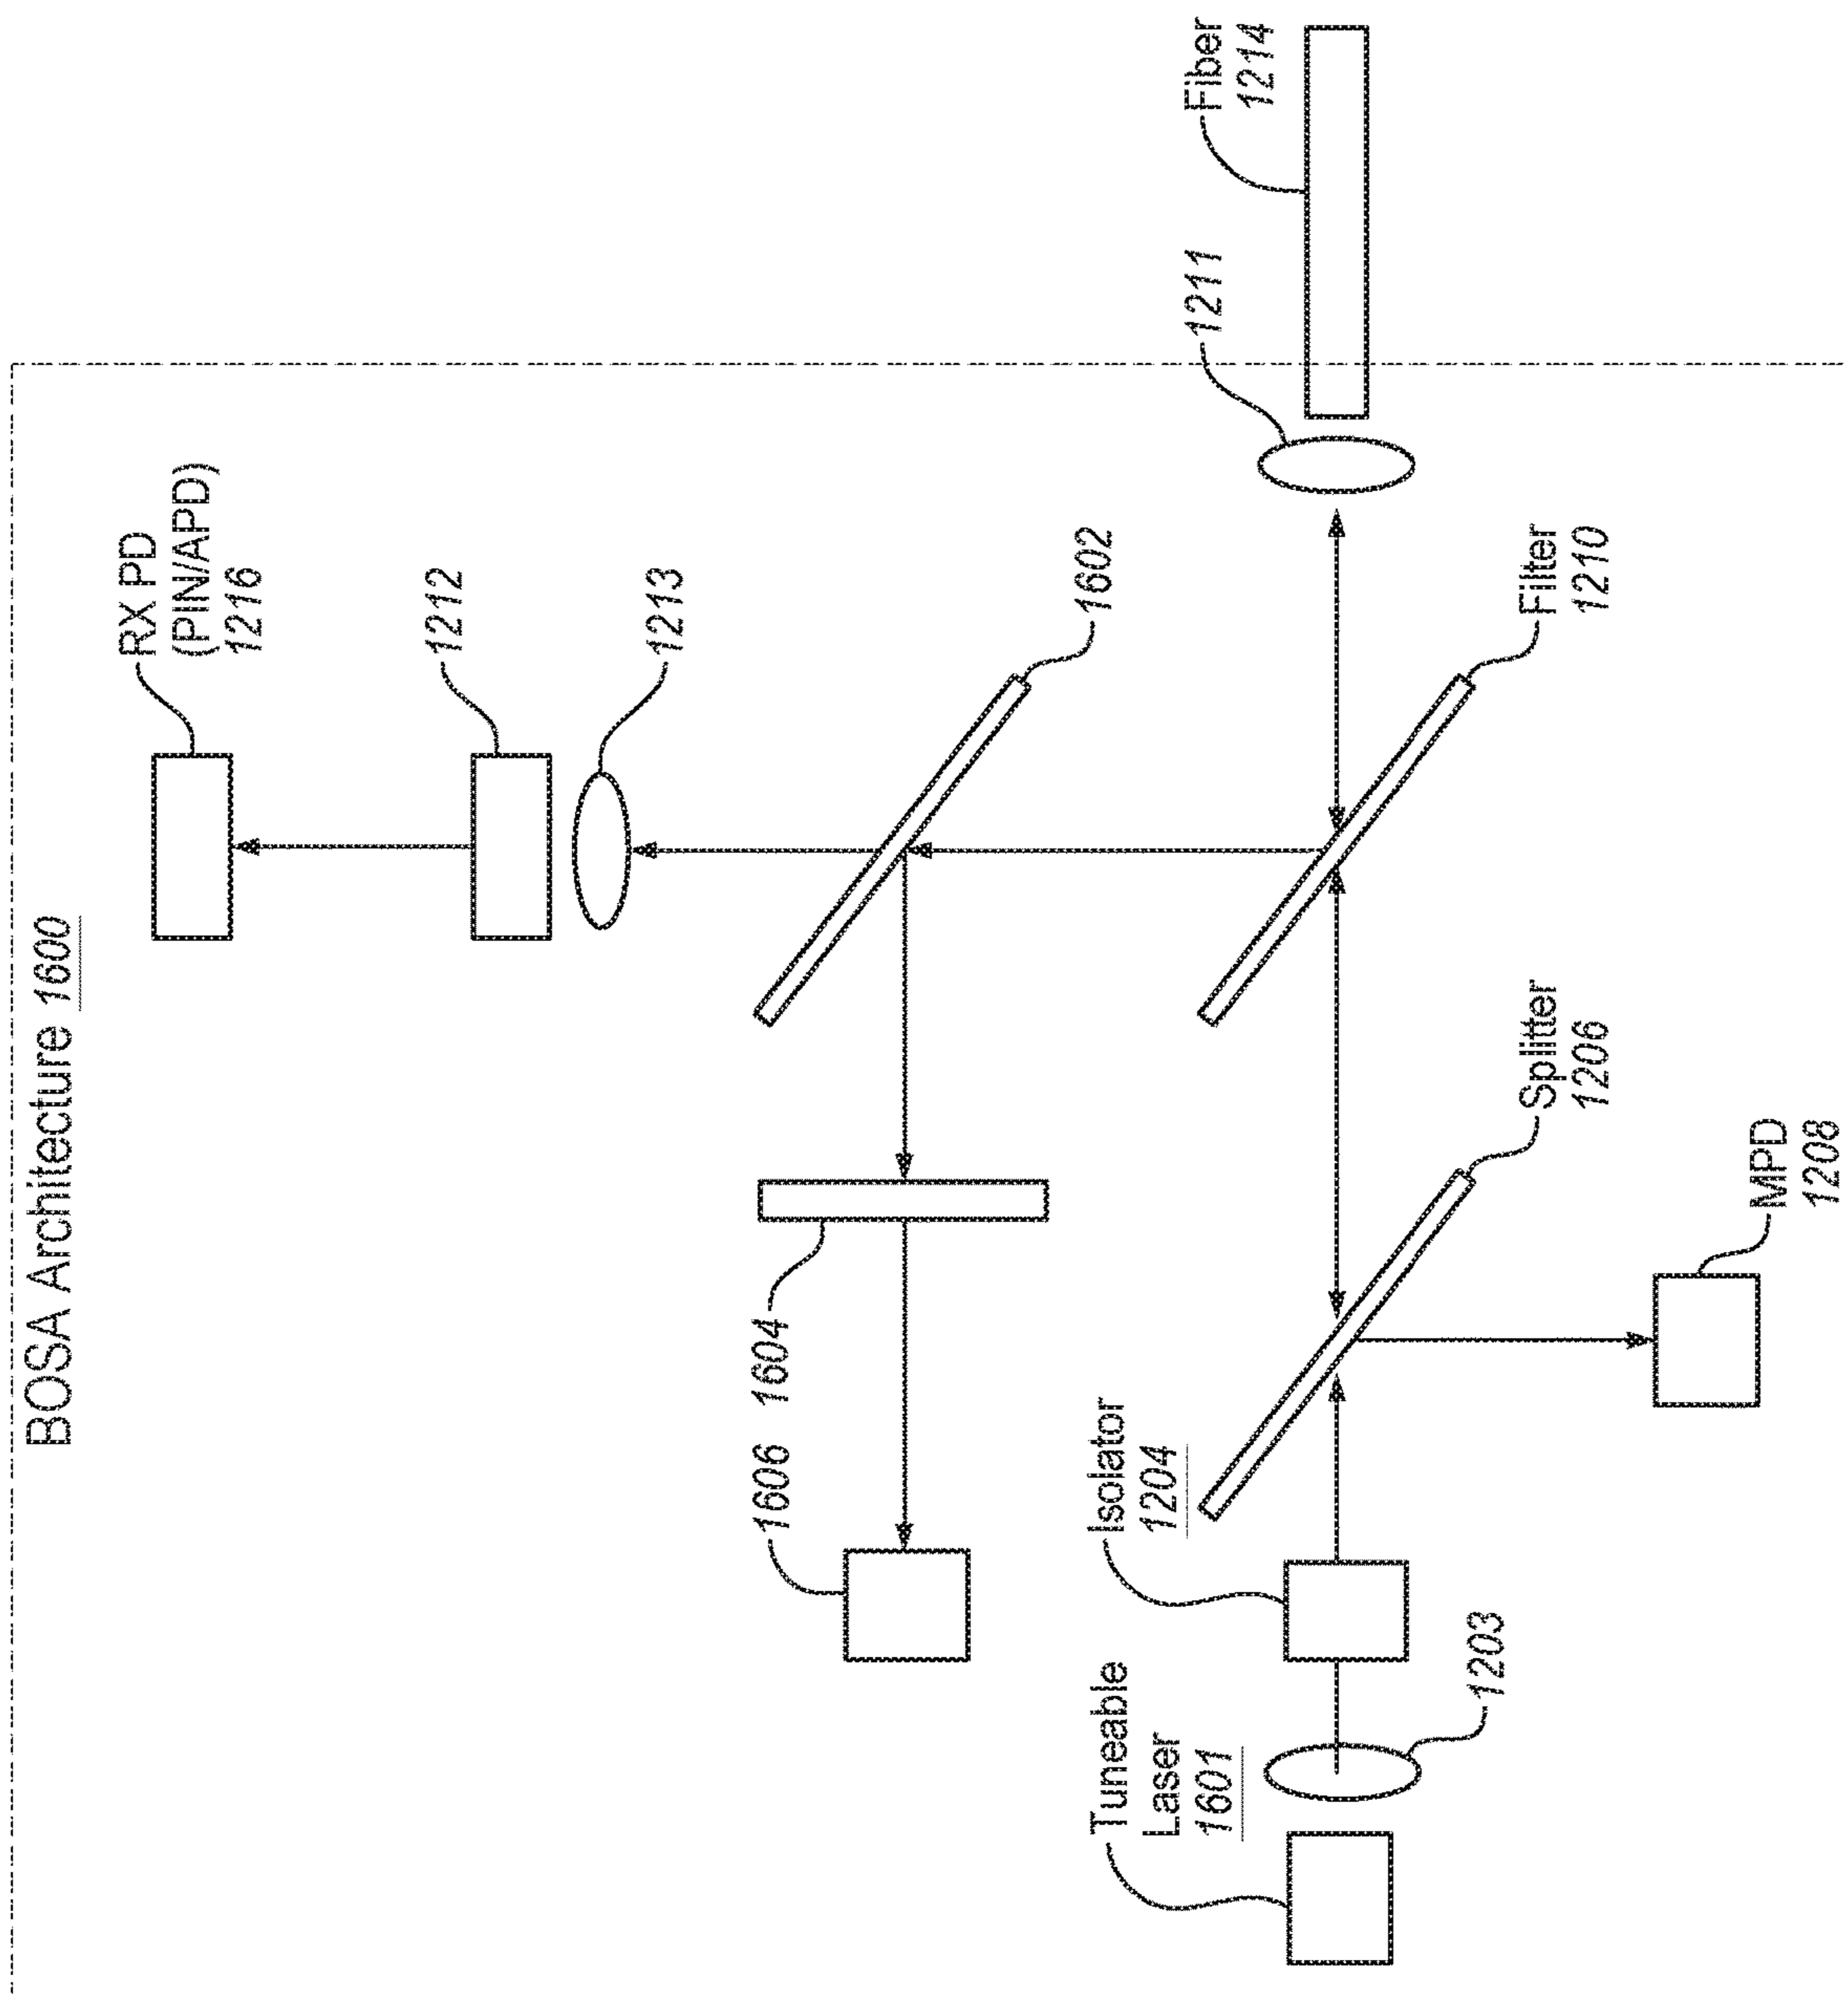 BOSA Architecture 1600
RX PD
(PIN/APD)
1216
1212
1213
1602
1606
1604
Fiber
1214
1211
Filter
1210
Splitter
1206
MPD
1208
Isolator
1204
Tuneable
Laser
1601
1203